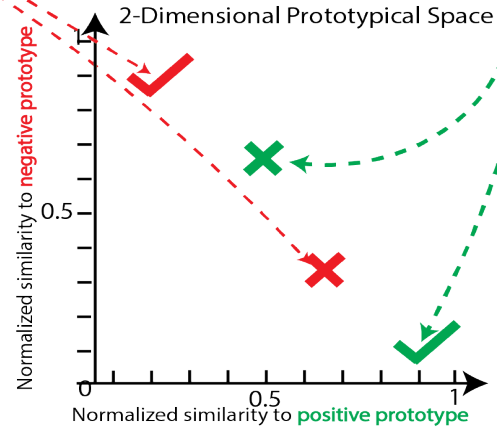 2-Dimensional Prototypical Space
Normalized similarity to negative prototype
1
0.5
0
0.5
1
Normalized similarity to positive prototype